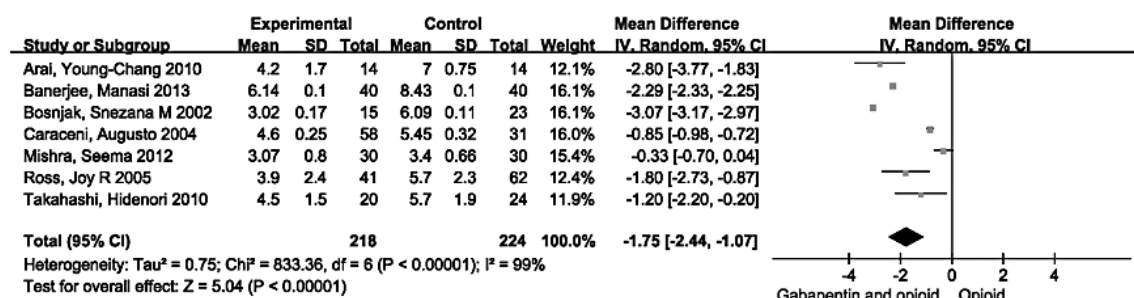 Experimental Control Mean Difference Mean Difference
Study or Subgroup Mean SD Total Mean SD Total Weight IV, Random, 95% CI IV, Random, 95% CI
Arai, Young-Chang 2010 4.2 1.7 14 7 0.75 14 12.1% -2.80 [-3.77, -1.83]
Banerjee, Manasi 2013 6.14 0.1 40 8.43 0.1 40 16.2% -2.29 [-2.33, -2.25]
Bosnjak, Snezana M 2002 3.02 0.17 15 6.09 0.11 23 16.1% -3.07 [-3.17, -2.97]
Caraceni, Augusto 2004 4.6 0.25 58 5.45 0.32 31 16.0% -0.85 [-0.98, -0.72]
Mishra, Seema 2012 3.07 0.8 30 3.4 0.66 30 15.4% -0.33 [-0.70, 0.04]
Ross, Joy R 2005 3.9 2.4 41 5.7 2.3 62 12.4% -1.80 [-2.73, -0.87]
Takahashi, Hidenori 2010 4.5 1.5 20 5.7 1.9 24 11.9% -1.20 [-2.20, -0.20]
Total (95% CI) 218 224 100.0% -1.75 [-2.44, -1.07]
Heterogeneity: Tau² = 0.75; Chi² = 833.36, df = 6 (P < 0.00001); I² = 99%
Test for overall effect: Z = 5.04 (P < 0.00001)
-4 -2 0 2 4
Gabapentin and opioid Opioid